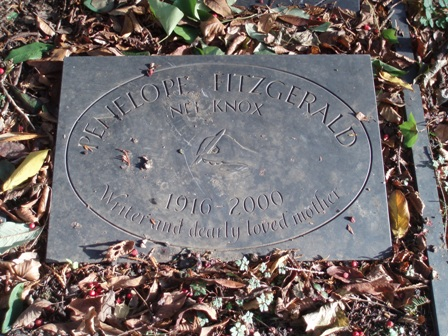 PENELOPE FITZGERALD
NÉE KNOX
1916-2000
Writer and dearly loved mother